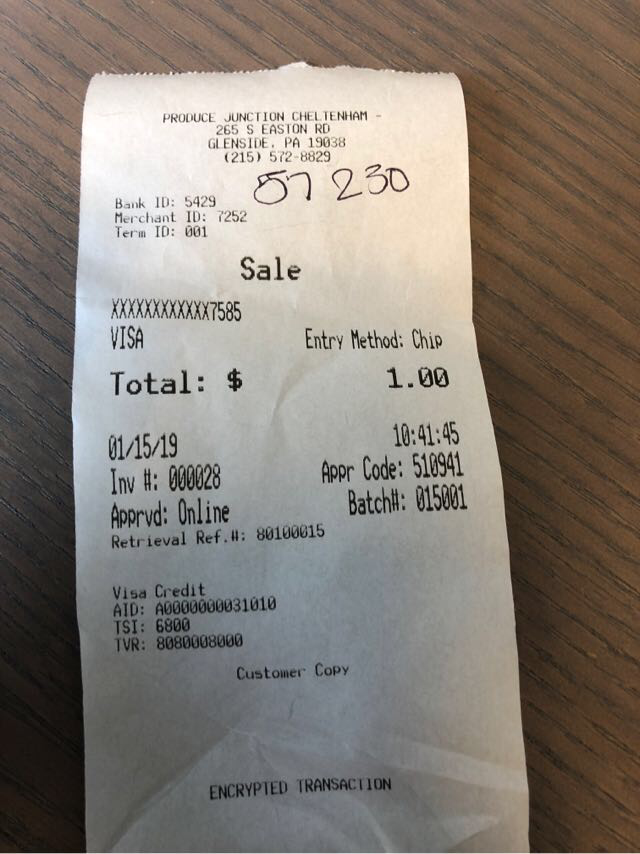 PRODUCE JUNCTION CHELTENHAM -
265 S EASTON RD
GLENSIDE, PA 19038
(215) 572-8829
57 230
Bank ID: 5429
Merchant ID: 7252
Term ID: 001
Sale
XXXXXXXXXXXX7585
VISA Entry Method: Chip
Total: $ 1.00
01/15/19 10:41:45
Inv #: 000028 Appr Code: 510941
Apprvd: Online Batch#: 015001
Retrieval Ref.#: 80100015
Visa Credit
AID: A0000000031010
TSI: 6800
TVR: 8080008000
Customer Copy
ENCRYPTED TRANSACTION